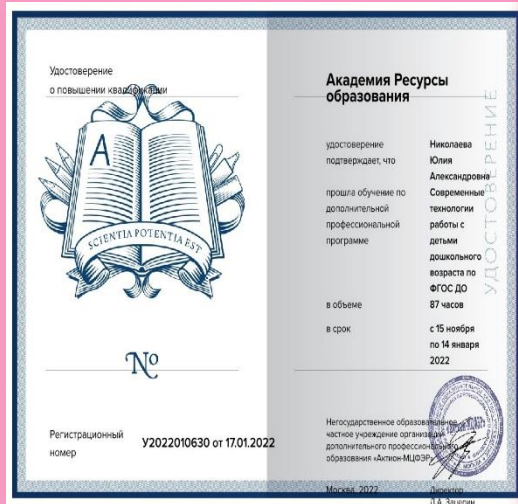 Удостоверение
о повышении квалификации
A
SCIENTIA POTENTIA EST
№
Регистрационный
номер
У2022010630 от 17.01.2022
Академия Ресурсы
образования
удостоверение
подтверждает, что
Николаева
Юлия
Александровна
прошла обучение по
дополнительной
профессиональной
программе
Современные
технологии
работы с
детьми
дошкольного
возраста по
ФГОС ДО
в объеме
87 часов
в срок
с 15 ноября
по 14 января
2022
УДОСТОВЕРЕНИЕ
Негосударственное образовательное
частное учреждение организация
дополнительного профессионального
образования «Актион-МЦФЭР»
Москва, 2022
Директор